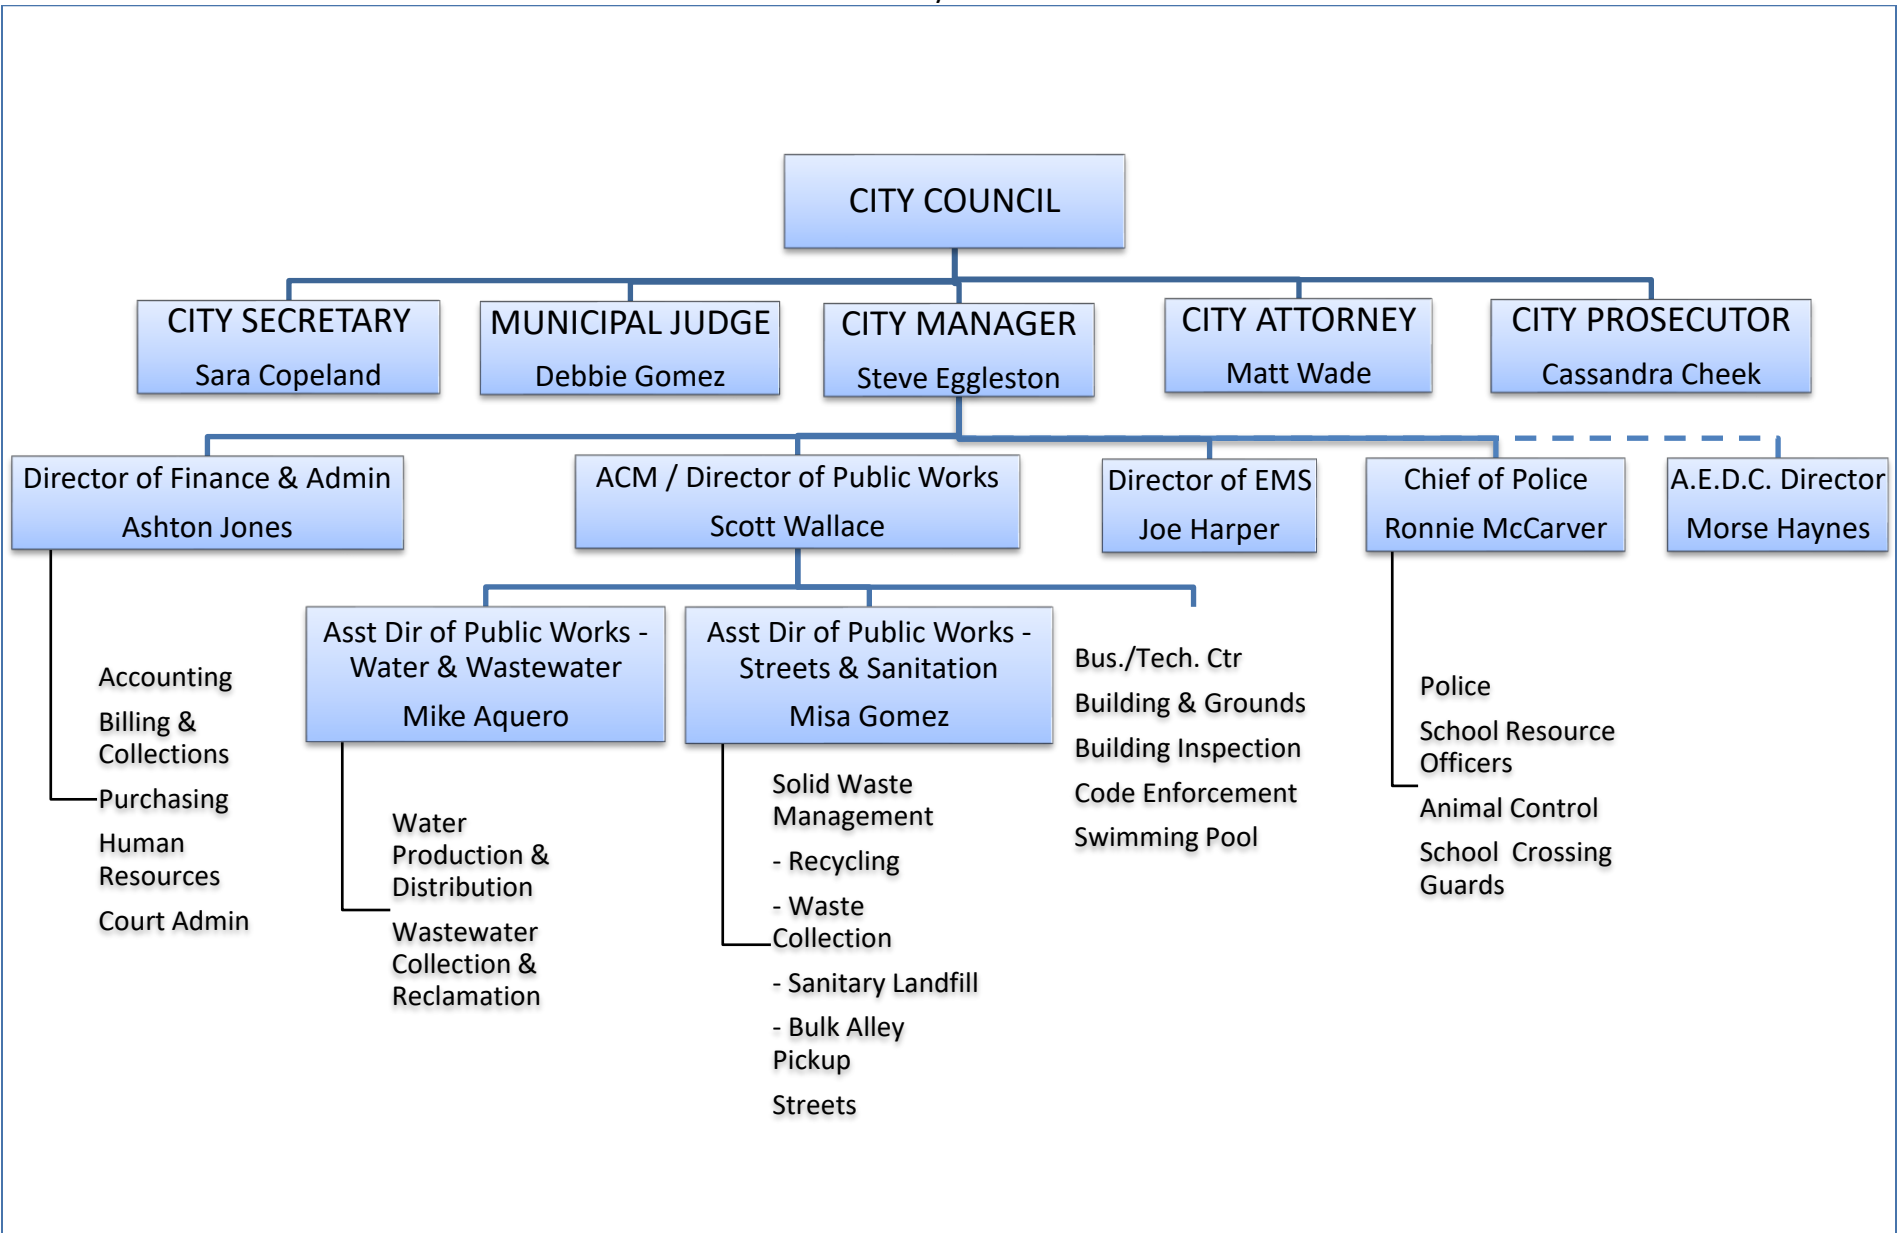 CITY COUNCIL
CITY SECRETARY
Sara Copeland
MUNICIPAL JUDGE
Debbie Gomez
CITY MANAGER
Steve Eggleston
CITY ATTORNEY
Matt Wade
CITY PROSECUTOR
Cassandra Cheek
Director of Finance & Admin
Ashton Jones
ACM / Director of Public Works
Scott Wallace
Director of EMS
Joe Harper
Chief of Police
Ronnie McCarver
A.E.D.C. Director
Morse Haynes
Accounting
Billing &
Collections
Purchasing
Human
Resources
Court Admin
Asst Dir of Public Works -
Water & Wastewater
Mike Aquero
Water
Production &
Distribution
Wastewater
Collection &
Reclamation
Asst Dir of Public Works -
Streets & Sanitation
Misa Gomez
Solid Waste
Management
- Recycling
- Waste
Collection
- Sanitary Landfill
- Bulk Alley
Pickup
Streets
Bus./Tech. Ctr
Building & Grounds
Building Inspection
Code Enforcement
Swimming Pool
Police
School Resource
Officers
Animal Control
School  Crossing
Guards